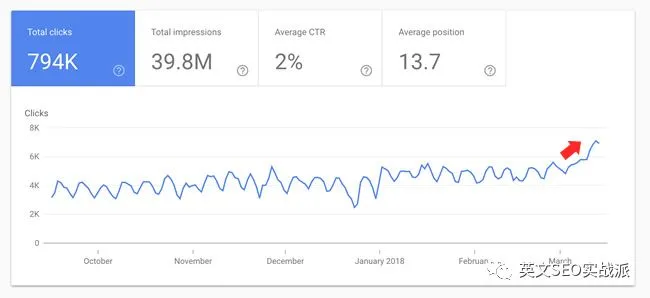 Total clicks
794K
Total impressions
39.8M
Average CTR
2%
Average position
13.7
Clicks
8K
6K
4K
2K
0
October
November
December
January 2018
February
March
英文SEO实战派